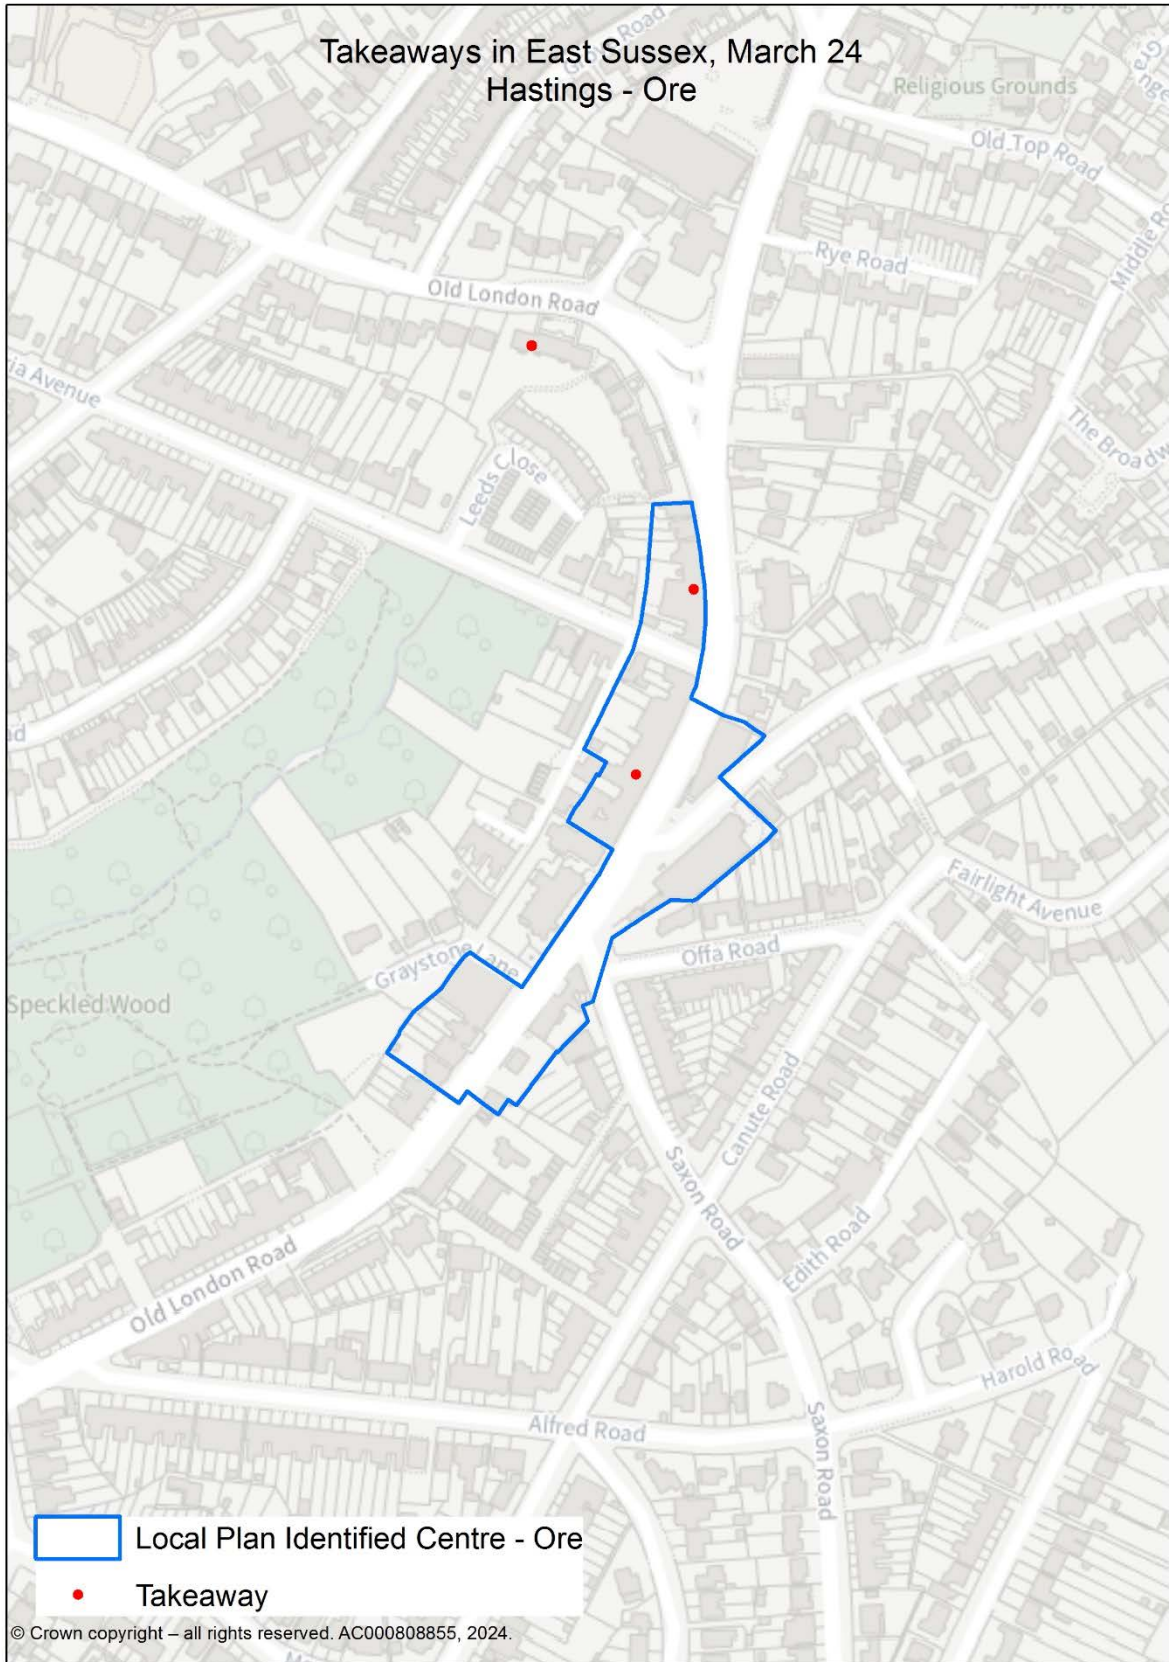 Playing Field
Takeaways in East Sussex, March 24
Hastings - Ore
Religious Grounds
Old Top Road
Rye Road
Old London Road
Leeds Close
The Broadw
Fairlight Avenue
Offa Road
Graystone Lane
Speckled Wood
Canute Road
Saxon Road
Edith Road
Old London Road
Harold Road
Alfred Road
Saxon Road
Local Plan Identified Centre - Ore
Takeaway
© Crown copyright – all rights reserved. AC000808855, 2024.